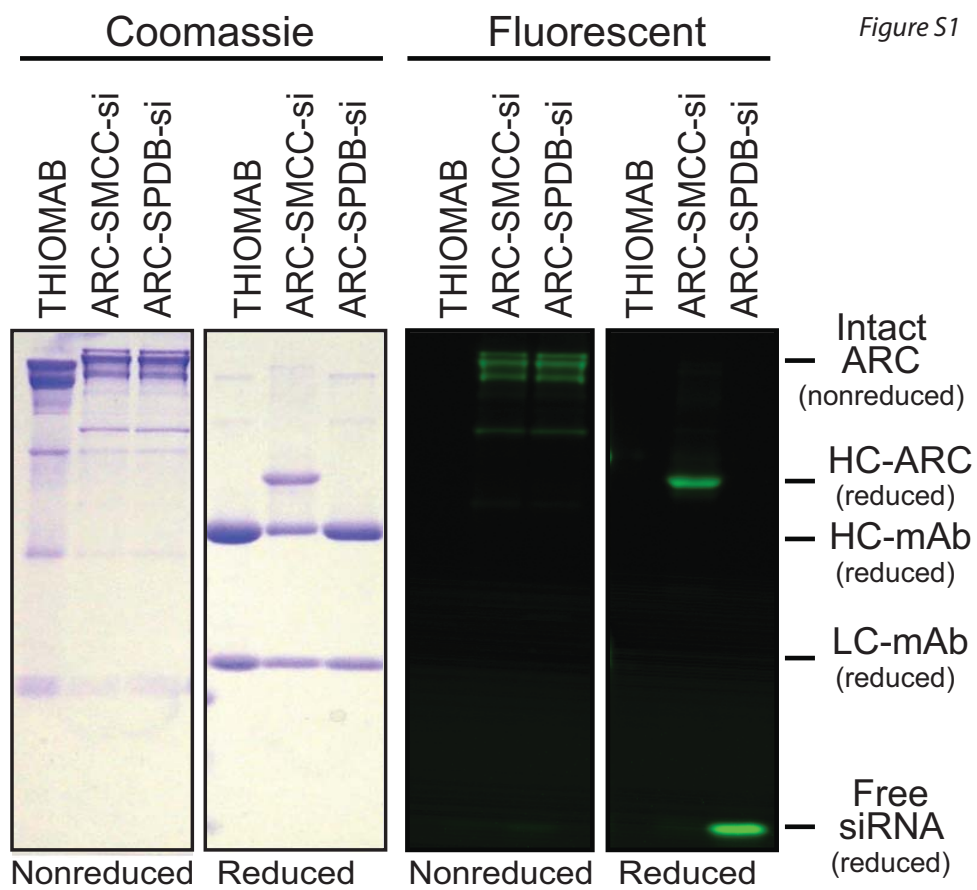 Coomassie
Fluorescent
Figure S1
THIOMAB
ARC-SMCC-si
ARC-SPDB-si
THIOMAB
ARC-SMCC-si
ARC-SPDB-si
THIOMAB
ARC-SMCC-si
ARC-SPDB-si
THIOMAB
ARC-SMCC-si
ARC-SPDB-si
Intact
ARC
(nonreduced)
HC-ARC
(reduced)
HC-mAb
(reduced)
LC-mAb
(reduced)
Free
siRNA
(reduced)
Nonreduced
Reduced
Nonreduced
Reduced